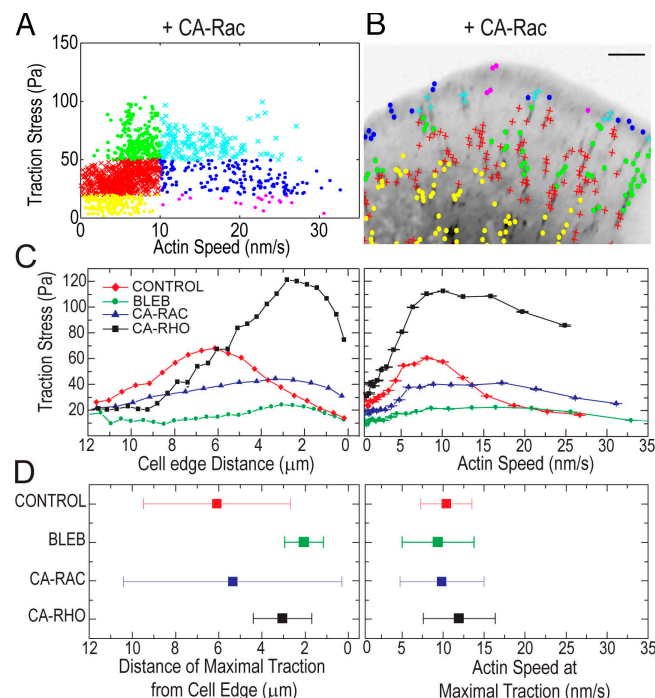 A
+ CA-Rac
Traction Stress (Pa)
150
100
50
0
0 10 20 30
Actin Speed (nm/s)
B
+ CA-Rac
C
Traction Stress (Pa)
120
100
80
60
40
20
CONTROL
BLEB
CA-RAC
CA-RHO
12 10 8 6 4 2 0
Cell edge Distance (μm)
0 5 10 15 20 25 30 35
Actin Speed (nm/s)
D
CONTROL
BLEB
CA-RAC
CA-RHO
12 10 8 6 4 2 0
Distance of Maximal Traction
from Cell Edge (μm)
0 5 10 15 20 25 30 35
Actin Speed at
Maximal Traction (nm/s)